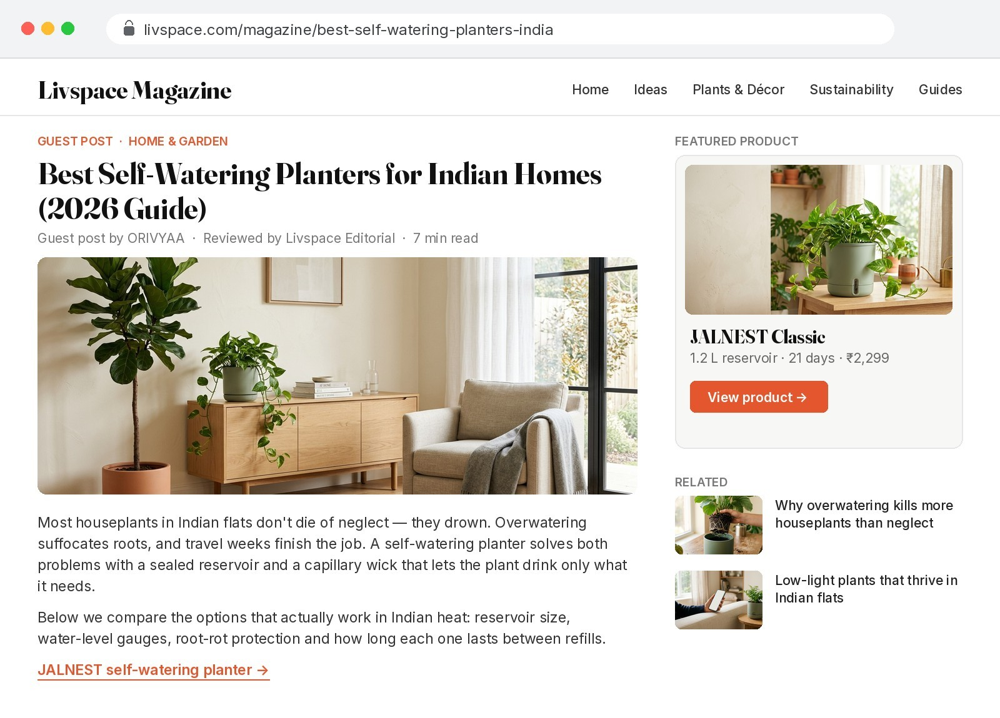 livspace.com/magazine/best-self-watering-planters-india
Livspace Magazine
Home Ideas Plants & Décor Sustainability Guides
GUEST POST · HOME & GARDEN
Best Self-Watering Planters for Indian Homes
(2026 Guide)
Guest post by ORIVYAA · Reviewed by Livspace Editorial · 7 min read
Most houseplants in Indian flats don't die of neglect — they drown. Overwatering
suffocates roots, and travel weeks finish the job. A self-watering planter solves both
problems with a sealed reservoir and a capillary wick that lets the plant drink only what
it needs.
Below we compare the options that actually work in Indian heat: reservoir size,
water-level gauges, root-rot protection and how long each one lasts between refills.
JALNEST self-watering planter →
FEATURED PRODUCT
JALNEST Classic
1.2 L reservoir · 21 days · ₹2,299
View product →
RELATED
Why overwatering kills more
houseplants than neglect
Low-light plants that thrive in
Indian flats